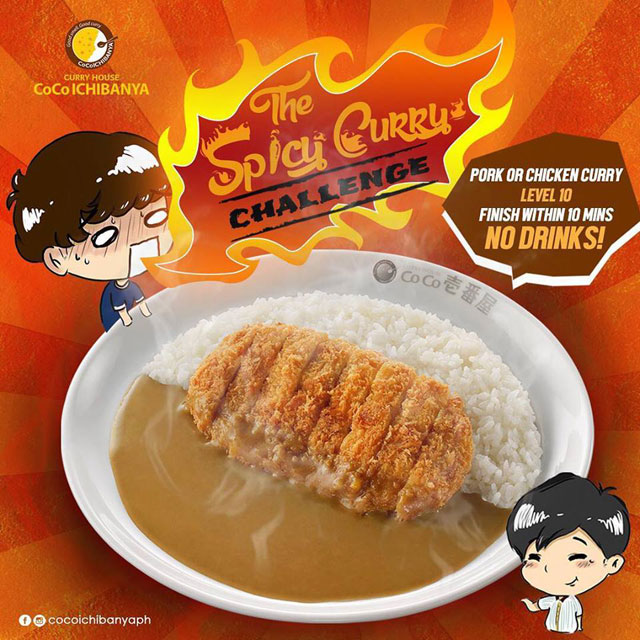 Good smell, Good curry.
CoCoICHIBANYA
CURRY HOUSE
CoCo ICHIBANYA
The
Spicy Curry
CHALLENGE
PORK OR CHICKEN CURRY
LEVEL 10
FINISH WITHIN 10 MINS
NO DRINKS!
CoCo壱番屋
cocoichibanyaph